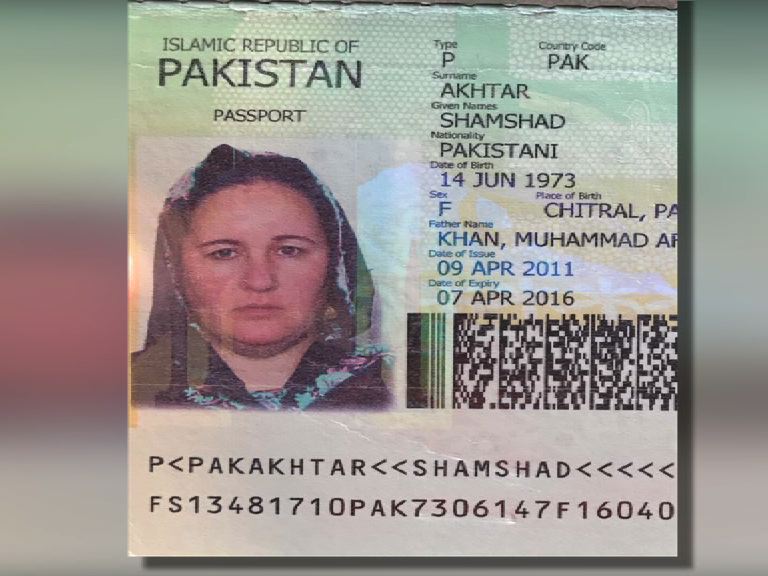 ISLAMIC REPUBLIC OF
PAKISTAN
PASSPORT
Type Country Code
P PAK
Surname
AKHTAR
Given Names
SHAMSHAD
Nationality
PAKISTANI
Date of Birth
14 JUN 1973
Sex Place of Birth
F CHITRAL, PA
Father Name
KHAN, MUHAMMAD AF
Date of Issue
09 APR 2011
Date of Expiry
07 APR 2016
P<PAKAKHTAR<<SHAMSHAD<<<<<
FS13481710PAK7306147F16040